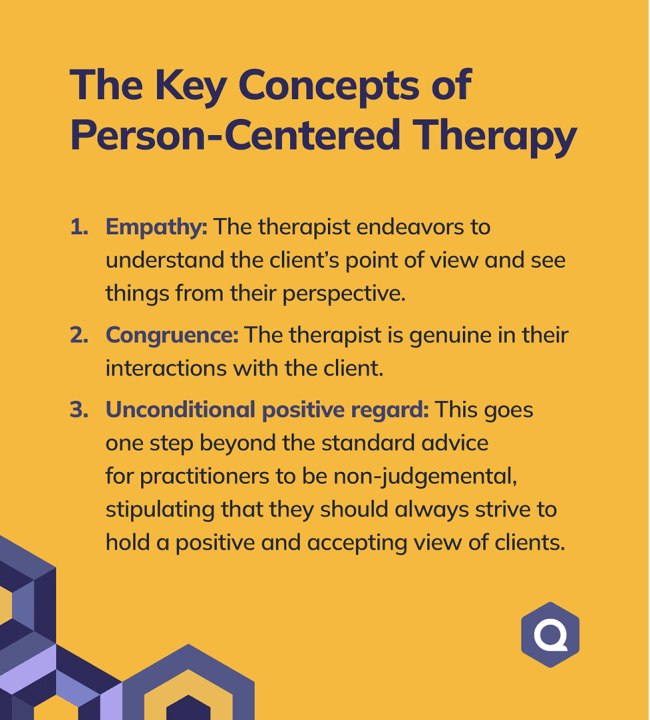 The Key Concepts of
Person-Centered Therapy
1. Empathy: The therapist endeavors to
understand the client’s point of view and see
things from their perspective.
2. Congruence: The therapist is genuine in their
interactions with the client.
3. Unconditional positive regard: This goes
one step beyond the standard advice
for practitioners to be non-judgemental,
stipulating that they should always strive to
hold a positive and accepting view of clients.
Q